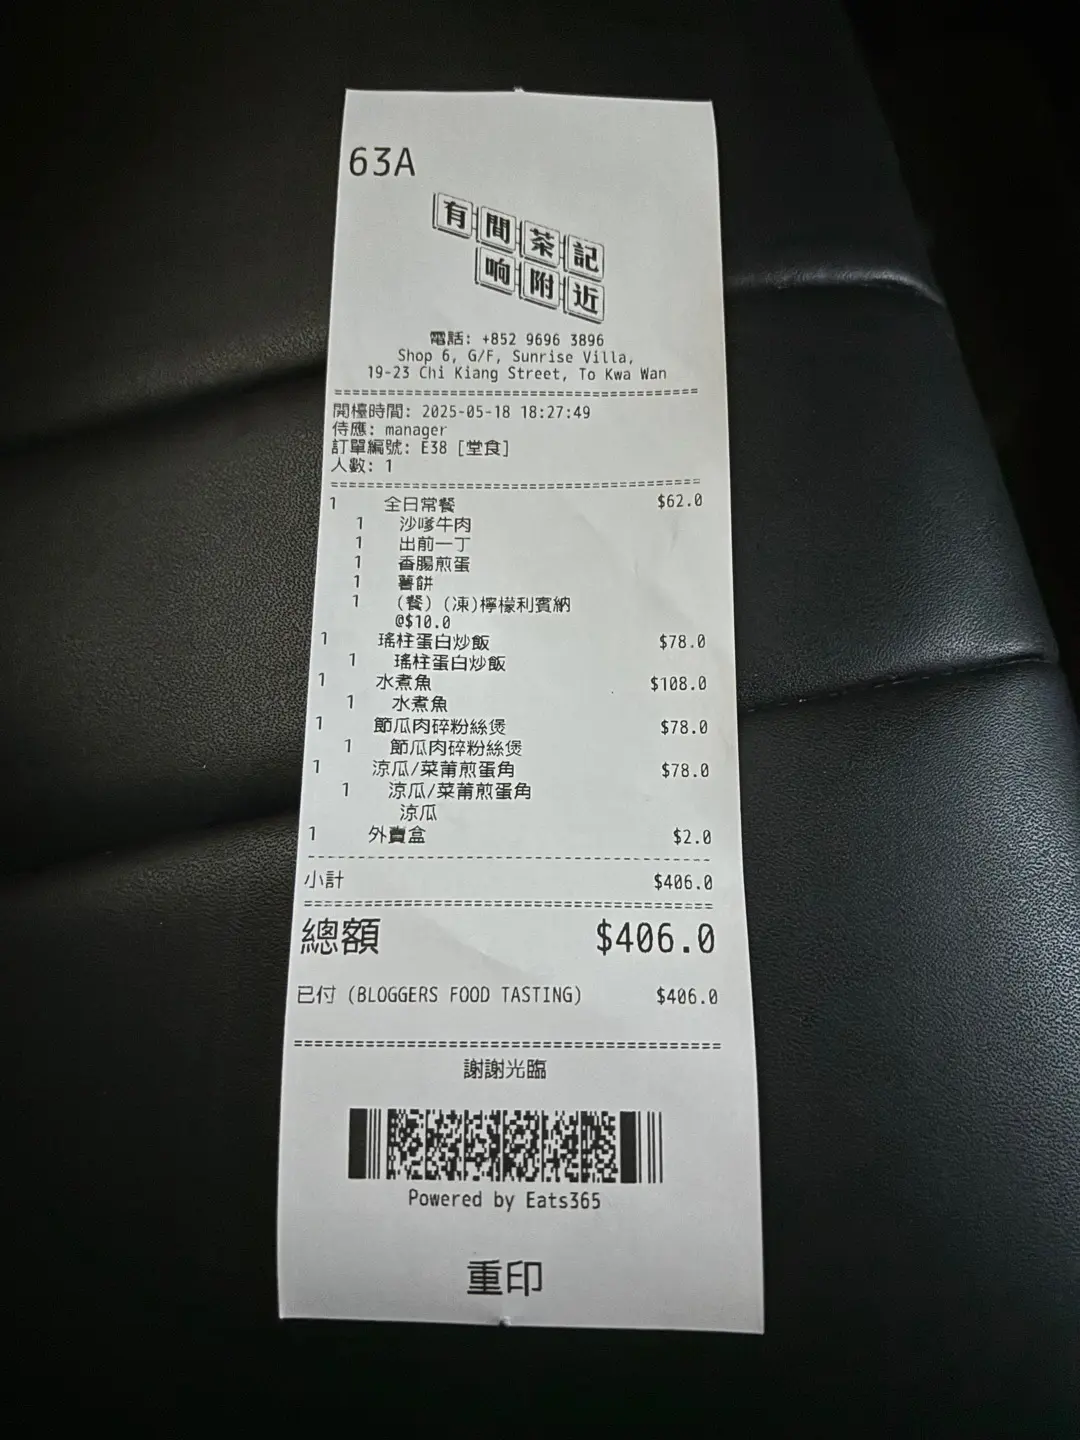 63A
有間茶記
响附近
電話: +852 9696 3896
Shop 6, G/F, Sunrise Villa,
19-23 Chi Kiang Street, To Kwa Wan
開檯時間: 2025-05-18 18:27:49
侍應: manager
訂單編號: E38 [堂食]
人數: 1
1 全日常餐 $62.0
1 沙嗲牛肉
1 出前一丁
1 香腸煎蛋
1 薯餅
1 (餐) (凍)檸檬利賓納
@$10.0
1 瑤柱蛋白炒飯 $78.0
1 瑤柱蛋白炒飯
1 水煮魚 $108.0
1 水煮魚
1 節瓜肉碎粉絲煲 $78.0
1 節瓜肉碎粉絲煲
1 涼瓜/菜莆煎蛋角 $78.0
1 涼瓜/菜莆煎蛋角
涼瓜
1 外賣盒 $2.0
小計 $406.0
總額 $406.0
已付 (BLOGGERS FOOD TASTING) $406.0
謝謝光臨
Powered by Eats365
重印